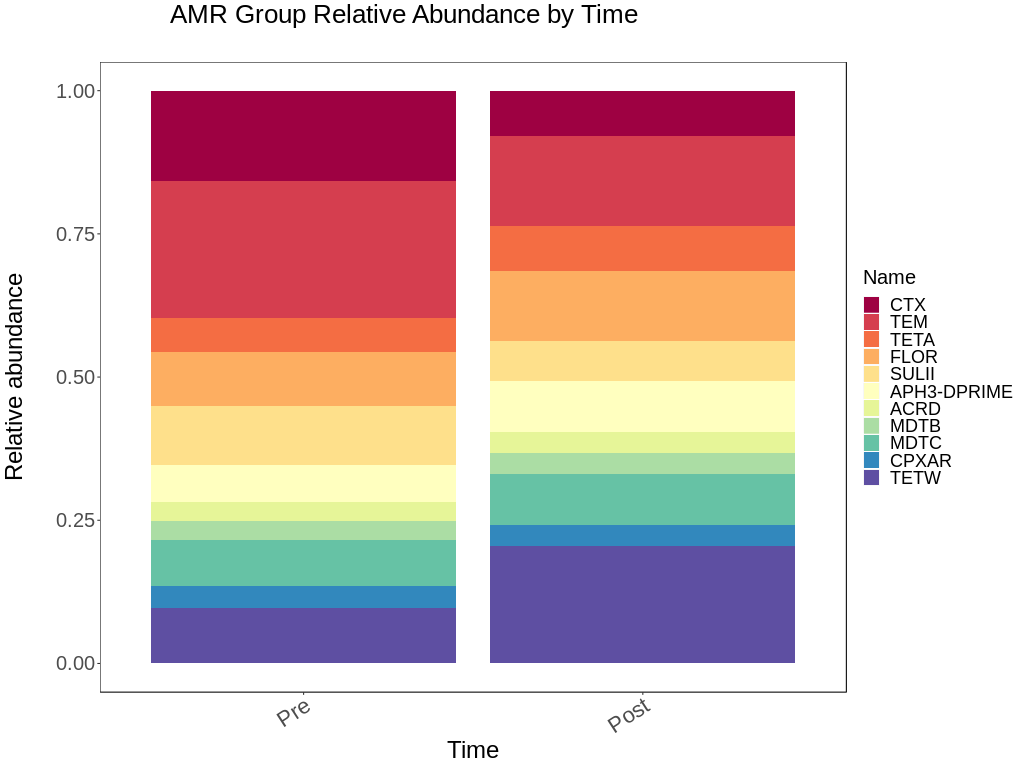 AMR Group Relative Abundance by Time
Relative abundance
1.00
0.75
0.50
0.25
0.00
Pre
Post
Time
Name
CTX
TEM
TETA
FLOR
SULII
APH3-DPRIME
ACRD
MDTB
MDTC
CPXAR
TETW